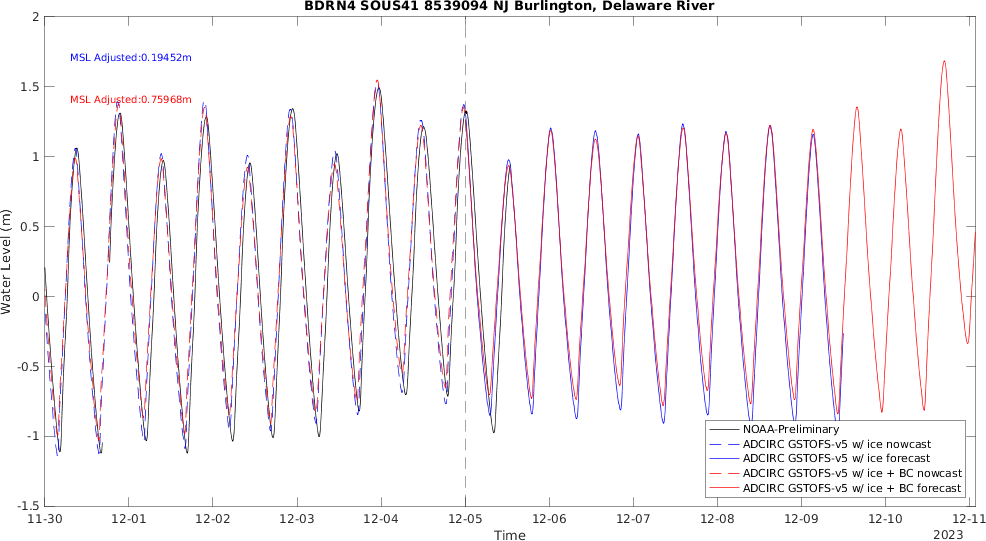 BDRN4 SOUS41 8539094 NJ Burlington, Delaware River
MSL Adjusted:0.19452m
MSL Adjusted:0.75968m
Water Level (m)
2
1.5
1
0.5
0
-0.5
-1
-1.5
NOAA-Preliminary
ADCIRC GSTOFS-v5 w/ ice nowcast
ADCIRC GSTOFS-v5 w/ ice forecast
ADCIRC GSTOFS-v5 w/ ice + BC nowcast
ADCIRC GSTOFS-v5 w/ ice + BC forecast
11-30 12-01 12-02 12-03 12-04 12-05 12-06 12-07 12-08 12-09 12-10 12-11
Time
2023